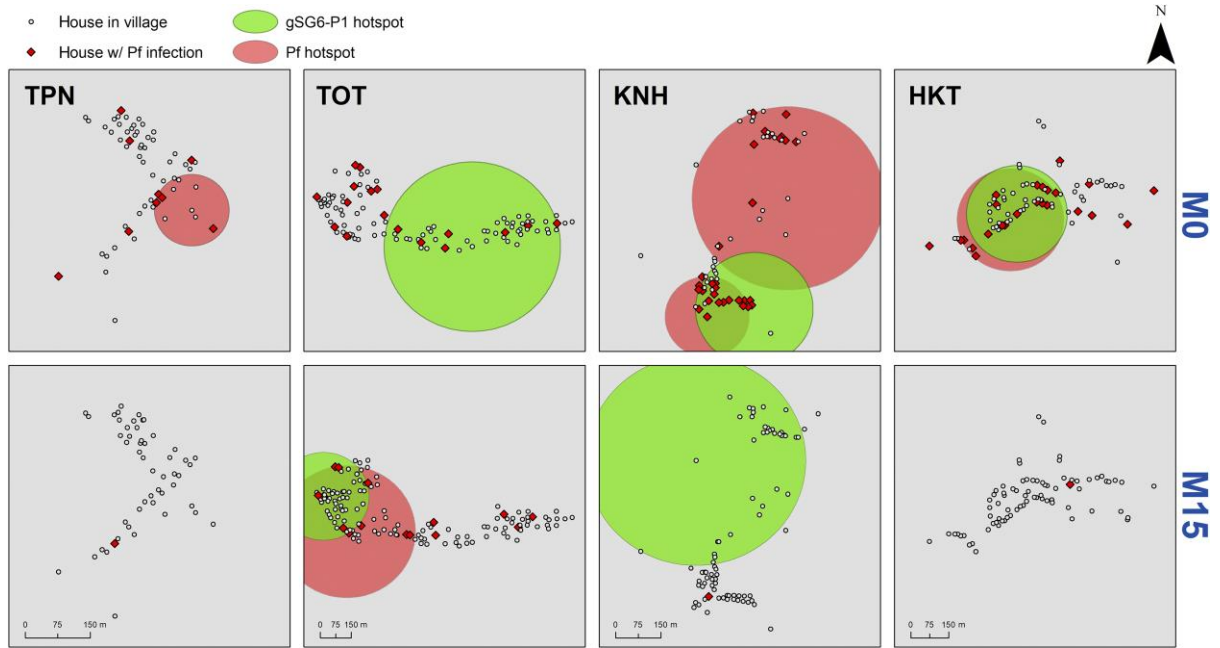 House in village
gSG6-P1 hotspot
House w/ Pf infection
Pf hotspot
N
TPN
TOT
KNH
HKT
M0
M15
0 75 150 m
0 75 150 m
0 75 150 m
0 75 150 m